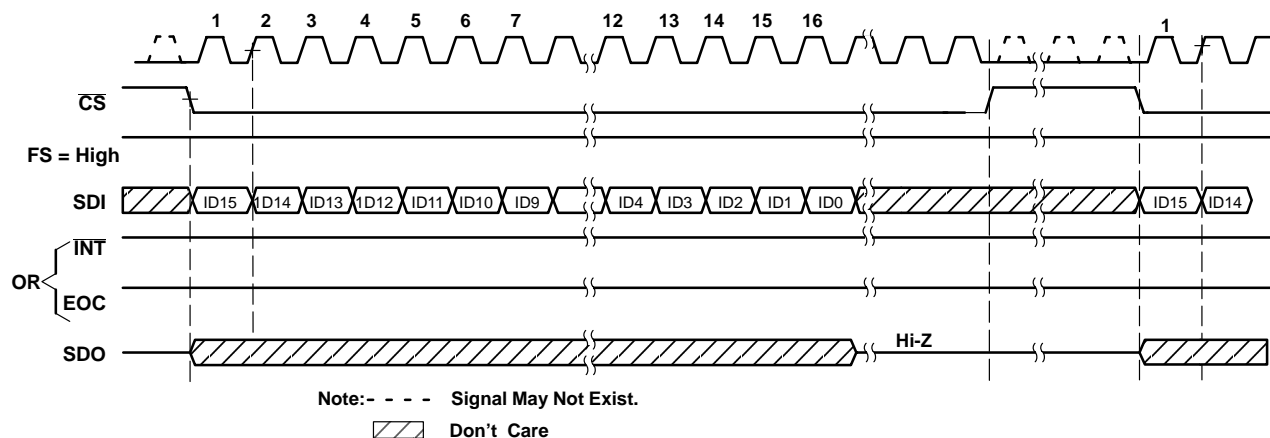 1 2 3 4 5 6 7 12 13 14 15 16 1
CS
FS = High
SDI ID15 1D14 ID13 1D12 ID11 ID10 ID9 ID4 ID3 ID2 ID1 ID0 ID15 ID14
INT
OR
EOC
SDO Hi-Z
Note:- - - - Signal May Not Exist.
Don't Care